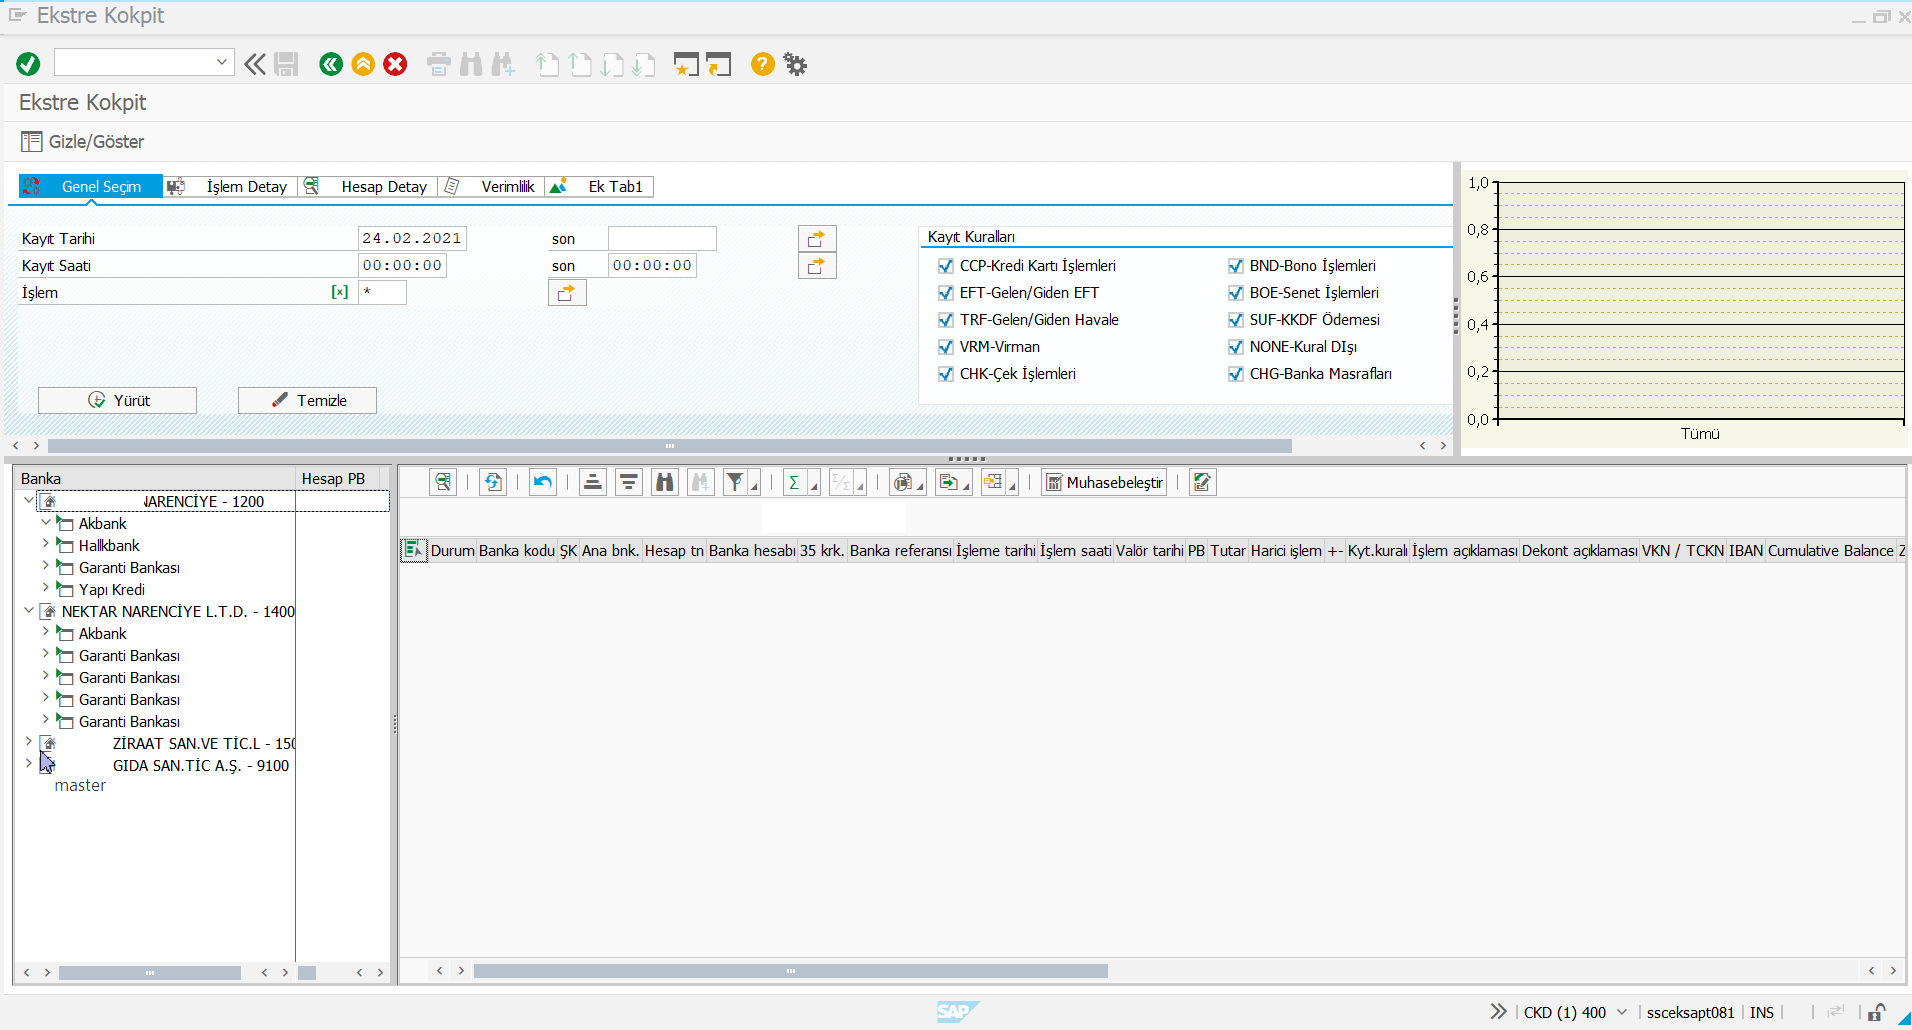 Ekstre Kokpit
Ekstre Kokpit
Gizle/Göster
Genel Seçim İşlem Detay Hesap Detay Verimlilik Ek Tab1
Kayıt Tarihi 24.02.2021 son
Kayıt Saati 00:00:00 son 00:00:00
İşlem *
Yürüt Temizle
Kayıt Kuralları
CCP-Kredi Kartı İşlemleri BND-Bono İşlemleri
EFT-Gelen/Giden EFT BOE-Senet İşlemleri
TRF-Gelen/Giden Havale SUF-KKDF Ödemesi
VRM-Virman NONE-Kural DIşı
CHK-Çek İşlemleri CHG-Banka Masrafları
1,0
0,8
0,6
0,4
0,2
0,0
Tümü
Banka Hesap PB
NARENCİYE - 1200
Akbank
Hallkbank
Garanti Bankası
Yapı Kredi
NEKTAR NARENCİYE L.T.D. - 1400
Akbank
Garanti Bankası
Garanti Bankası
Garanti Bankası
Garanti Bankası
ZİRAAT SAN.VE TİC.L - 150
GIDA SAN.TİC A.Ş. - 9100
master
Muhasebeleştir
Durum Banka kodu ŞK Ana bnk. Hesap tn Banka hesabı 35 krk. Banka referansı İşleme tarihi İşlem saati Valör tarihi PB Tutar Harici işlem +- Kyt.kuralı İşlem açıklaması Dekont açıklaması VKN / TCKN IBAN Cumulative Balance Z
SAP
CKD (1) 400 ssceksapt081 INS